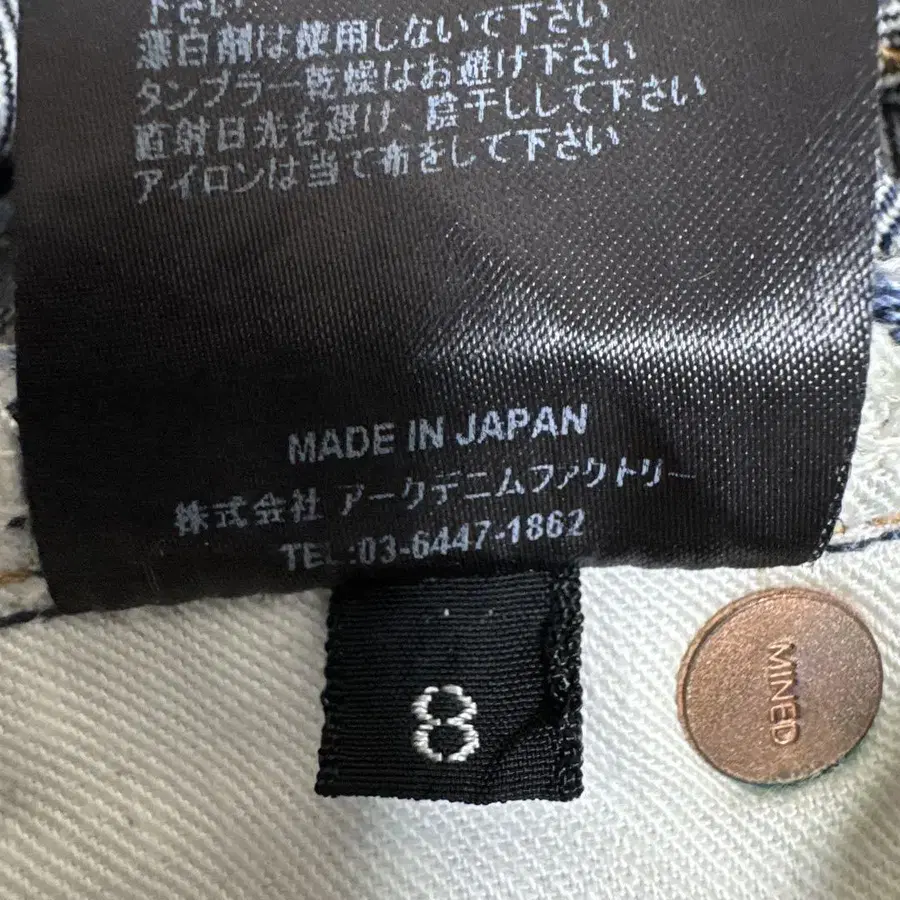 下さい
漂白剤は使用しないで下さい
タンブラー乾燥はお避け下さい
直射日光を避け、陰干しして下さい
アイロンは当て布をして下さい
MADE IN JAPAN
株式会社 アークデニムファクトリー
TEL:03-6447-1862
8
MINED